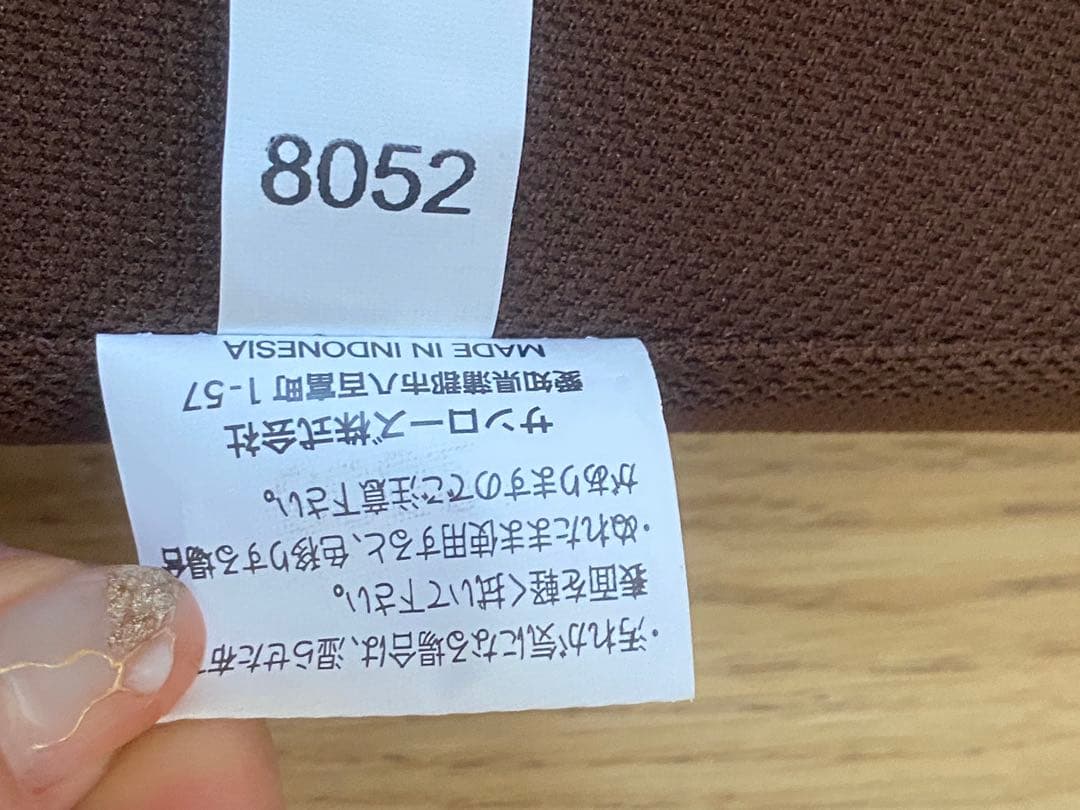 8052
・汚れが気になる場合は、湿らせた布
表面を軽く拭いて下さい。
・ぬれたまま使用すると、色移りする場合
がありますのでご注意下さい。
サンローズ株式会社
愛知県蒲郡市八百富町1-57
MADE IN INDONESIA